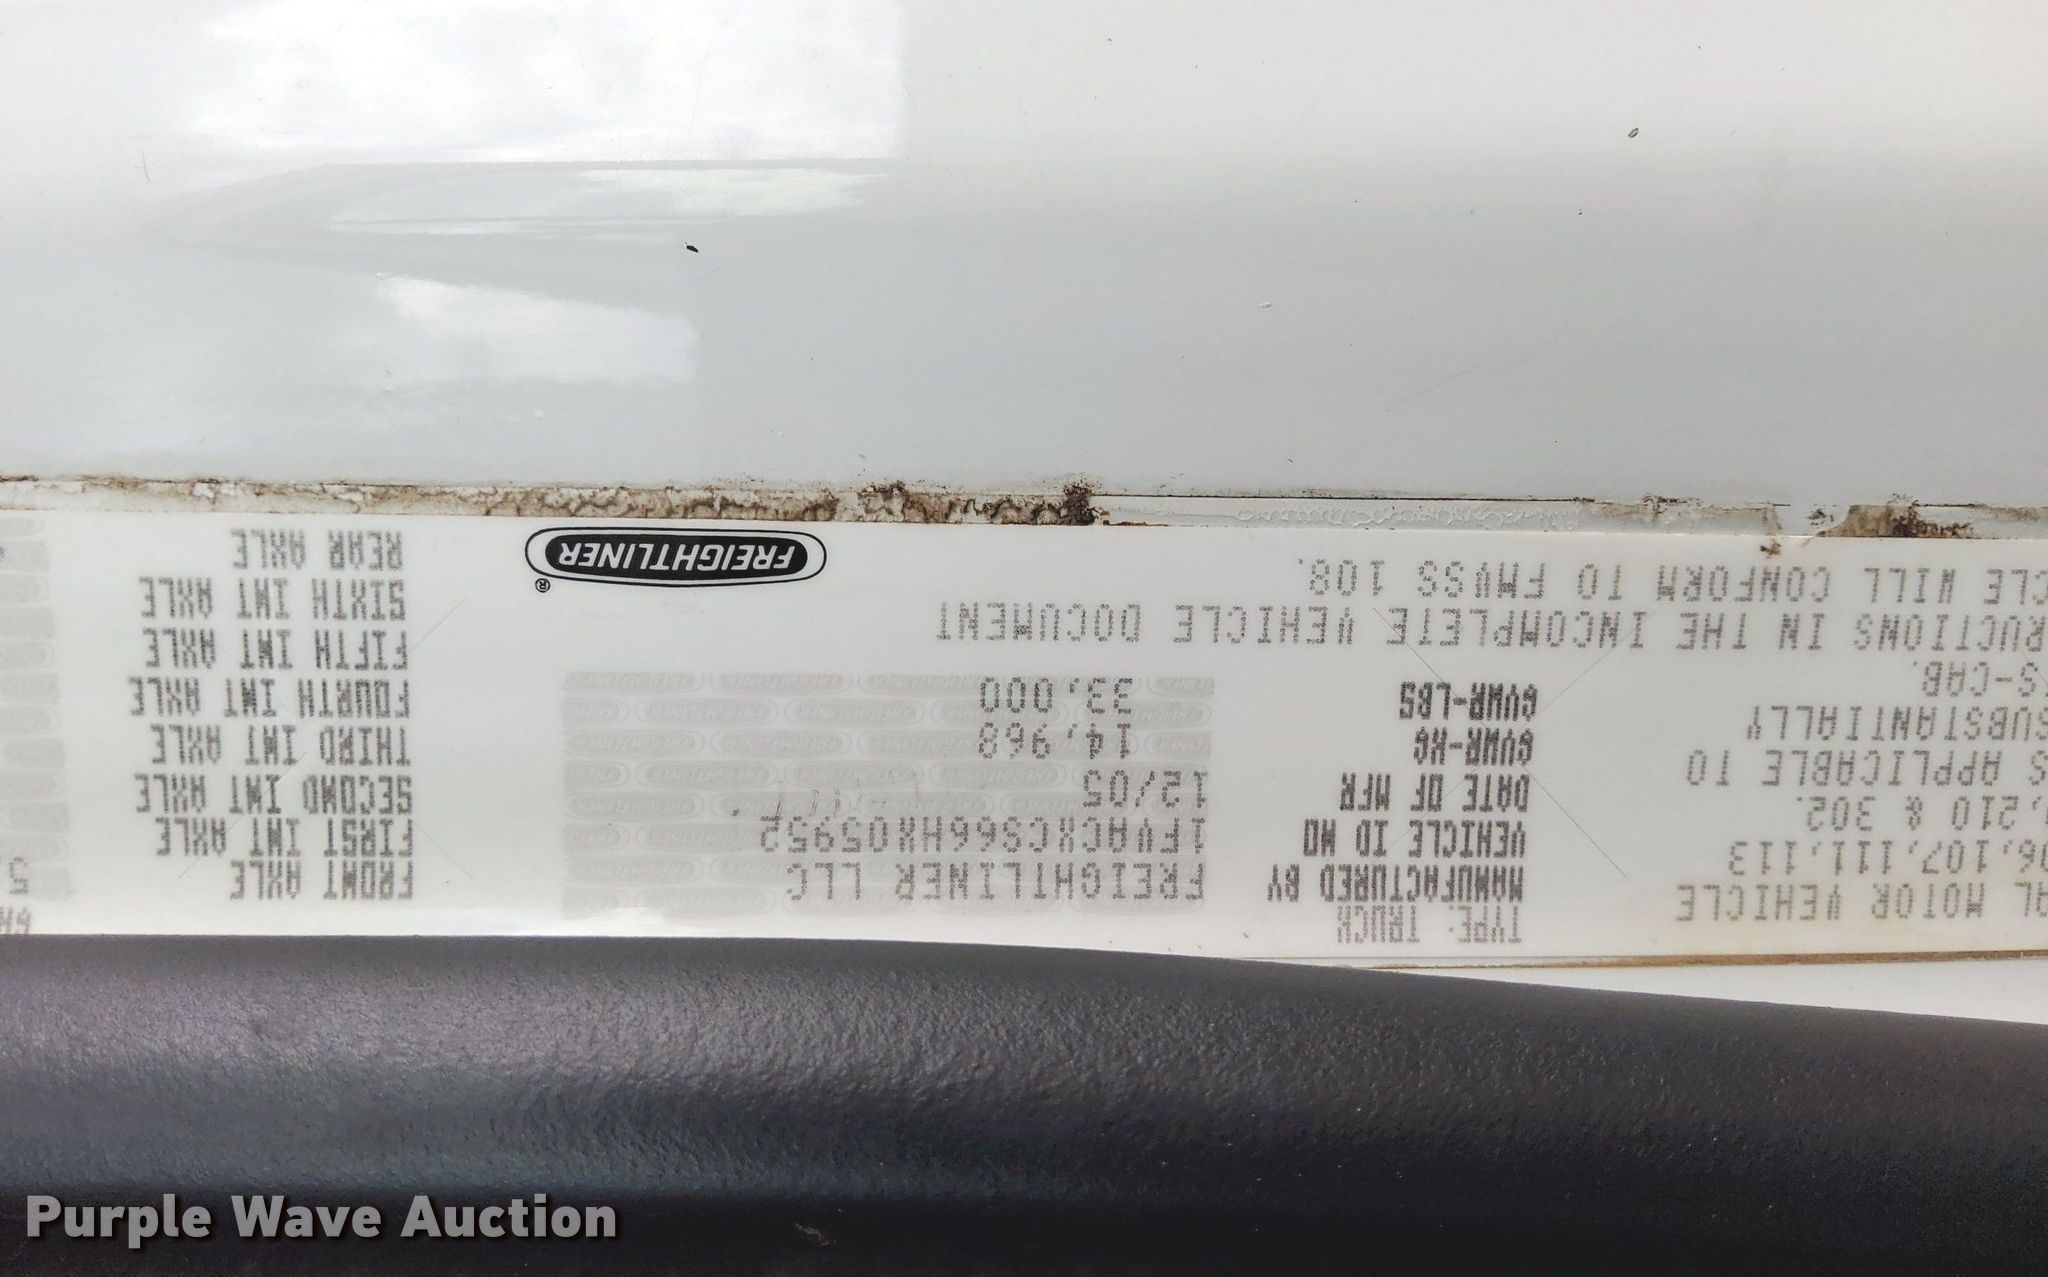 TYPE: TRUCK
MANUFACTURED BY FREIGHTLINER LLC
VEHICLE ID NO 1FVACXCS66HX05952
DATE OF MFR 12/05
GVWR-KG 14,968
GVWR-LBS 33,000
AL MOTOR VEHICLE
06,107,111,113
,210 & 302.
S APPLICABLE TO
SUBSTANTIALLY
IS-CAB.
RUCTIONS IN THE INCOMPLETE VEHICLE DOCUMENT
CLE WILL CONFORM TO FMVSS 108.
FREIGHTLINER®
FRONT AXLE
FIRST INT AXLE
SECOND INT AXLE
THIRD INT AXLE
FOURTH INT AXLE
FIFTH INT AXLE
SIXTH INT AXLE
REAR AXLE
Purple Wave Auction